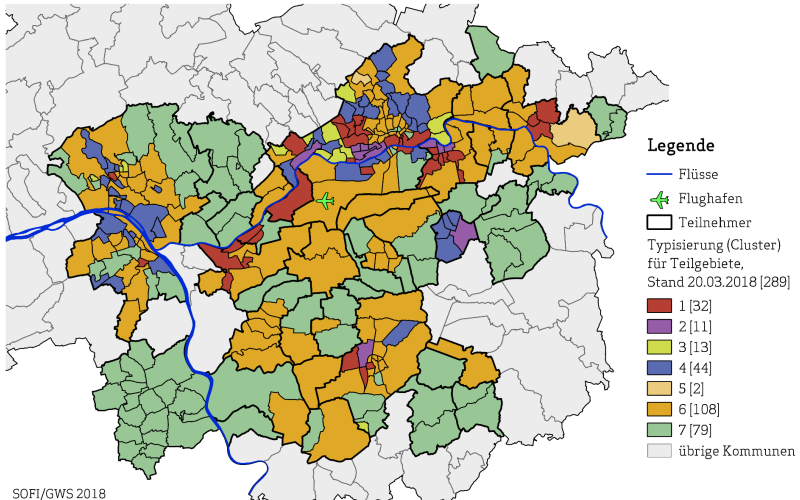 Legende
Flüsse
Flughafen
Teilnehmer
Typisierung (Cluster)
für Teilgebiete,
Stand 20.03.2018 [289]
1 [32]
2 [11]
3 [13]
4 [44]
5 [2]
6 [108]
7 [79]
übrige Kommunen
SOFI/GWS 2018